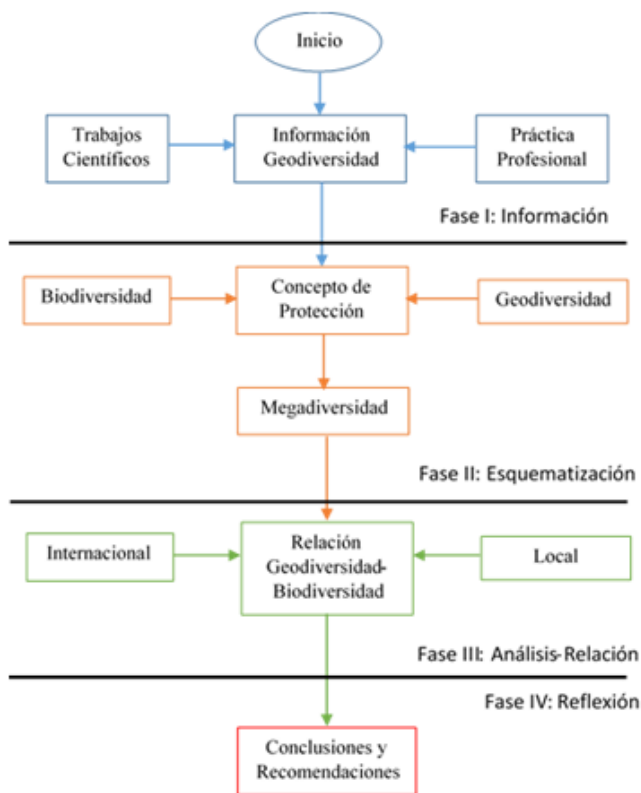 Inicio
Trabajos
Científicos
Información
Geodiversidad
Práctica
Profesional
Fase I: Información
Biodiversidad
Concepto de
Protección
Geodiversidad
Megadiversidad
Fase II: Esquematización
Internacional
Relación
Geodiversidad-
Biodiversidad
Local
Fase III: Análisis-Relación
Fase IV: Reflexión
Conclusiones y
Recomendaciones